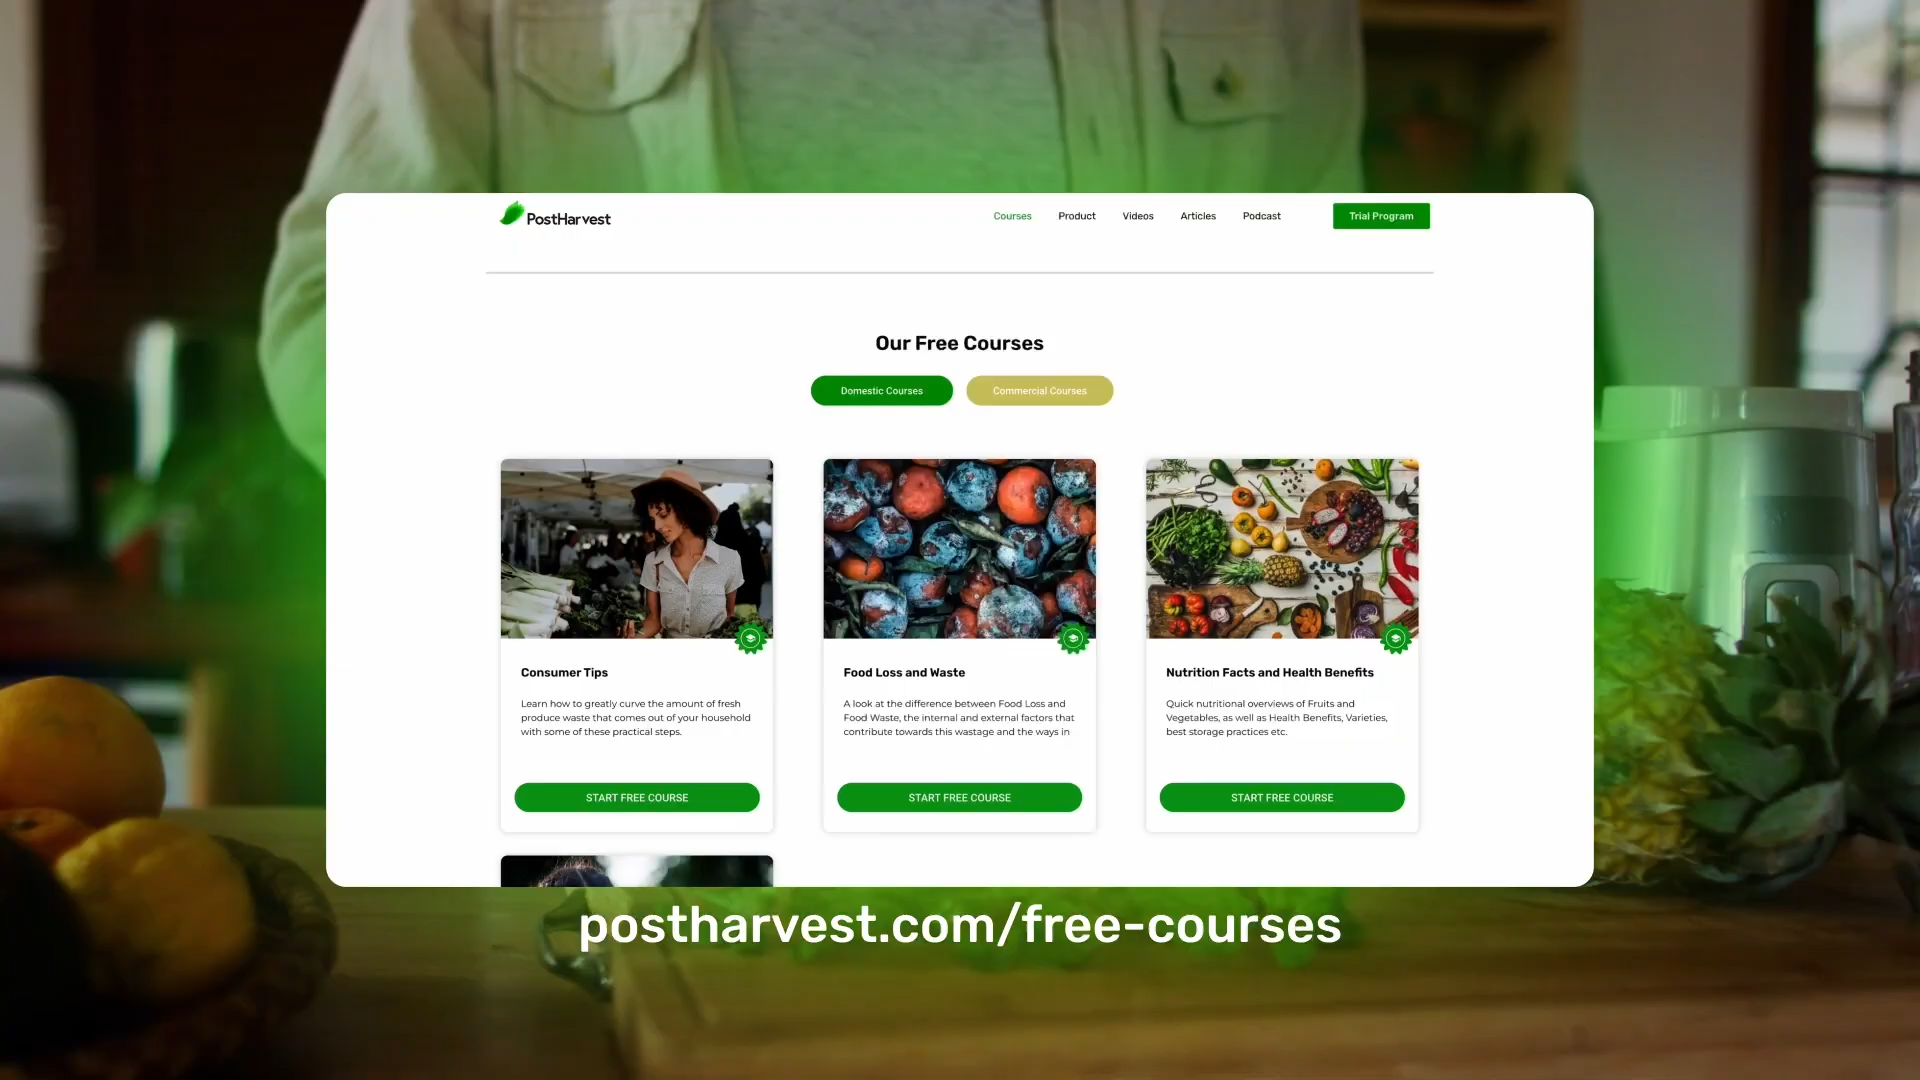 PostHarvest
Courses Product Videos Articles Podcast Trial Program
Our Free Courses
Domestic Courses Commercial Courses
Consumer Tips
Learn how to greatly curve the amount of fresh
produce waste that comes out of your household
with some of these practical steps.
START FREE COURSE
Food Loss and Waste
A look at the difference between Food Loss and
Food Waste, the internal and external factors that
contribute towards this wastage and the ways in
START FREE COURSE
Nutrition Facts and Health Benefits
Quick nutritional overviews of Fruits and
Vegetables, as well as Health Benefits, Varieties,
best storage practices etc.
START FREE COURSE
postharvest.com/free-courses